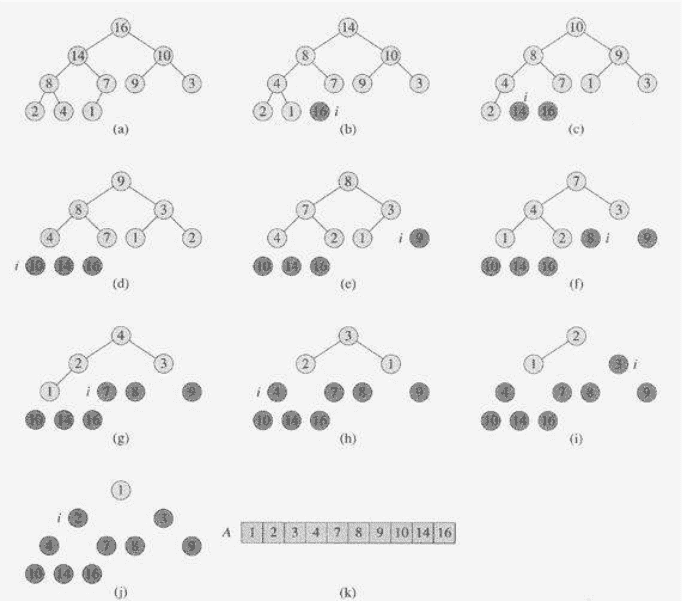 16 14 10
14 10 8 10 8 9
8 7 9 3 4 7 9 3 4 7 1 3
2 4 1 2 1 16 i 2 14 i 16
(a) (b) (c)
9 8 7
8 3 7 3 4 3
4 7 1 2 4 2 1 i 9 1 2 8 i 9
i 10 14 16 10 14 16 10 14 16
(d) (e) (f)
4 3 2
2 3 2 1 1 3 i
1 i 7 8 9 i 4 7 8 9 4 7 8 9
10 14 16 10 14 16 10 14 16
(g) (h) (i)
1
i 2 3
A 1 2 3 4 7 8 9 10 14 16
4 7 8 9
10 14 16
(j) (k)